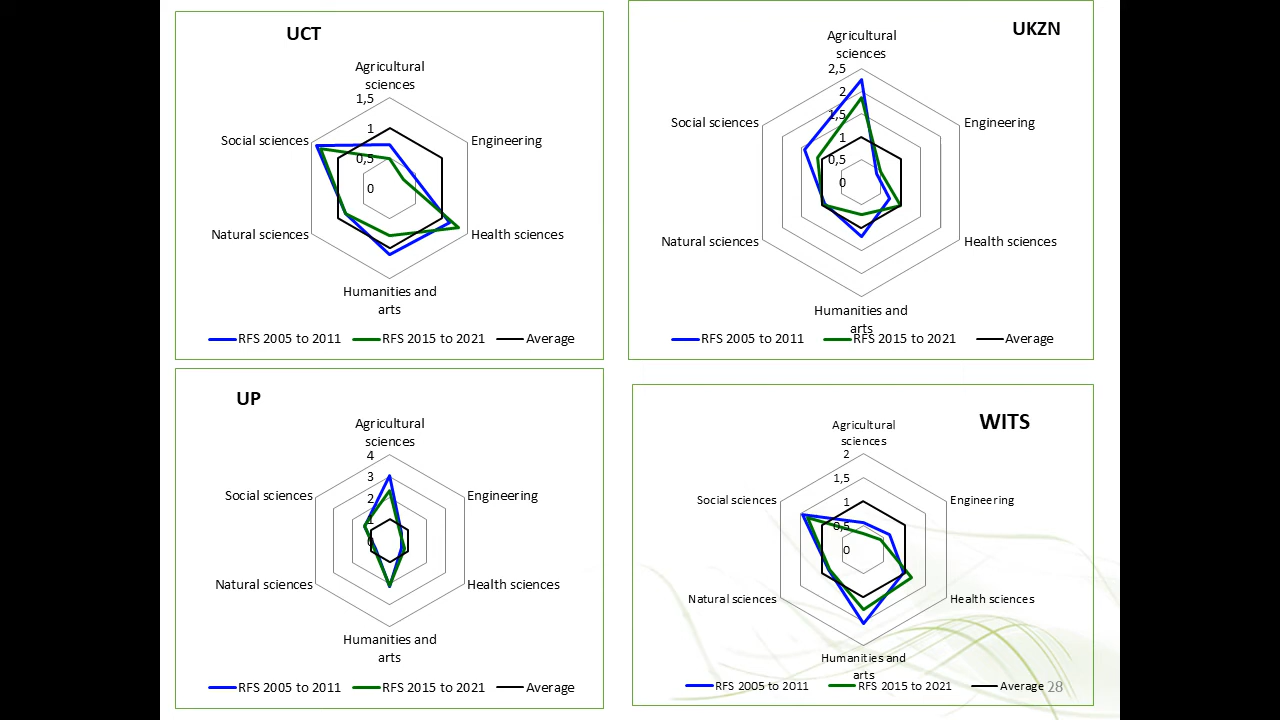 UCT
Agricultural
sciences
1,5
1
0,5
0
Social sciences
Engineering
Natural sciences
Health sciences
Humanities and
arts
RFS 2005 to 2011 RFS 2015 to 2021 Average
UKZN
Agricultural
sciences
2,5
2
1,5
1
0,5
0
Social sciences
Engineering
Natural sciences
Health sciences
Humanities and
arts
RFS 2005 to 2011 RFS 2015 to 2021 Average
UP
Agricultural
sciences
4
3
2
1
0
Social sciences
Engineering
Natural sciences
Health sciences
Humanities and
arts
RFS 2005 to 2011 RFS 2015 to 2021 Average
WITS
Agricultural
sciences
2
1,5
1
0,5
0
Social sciences
Engineering
Natural sciences
Health sciences
Humanities and
arts
RFS 2005 to 2011 RFS 2015 to 2021 Average
28